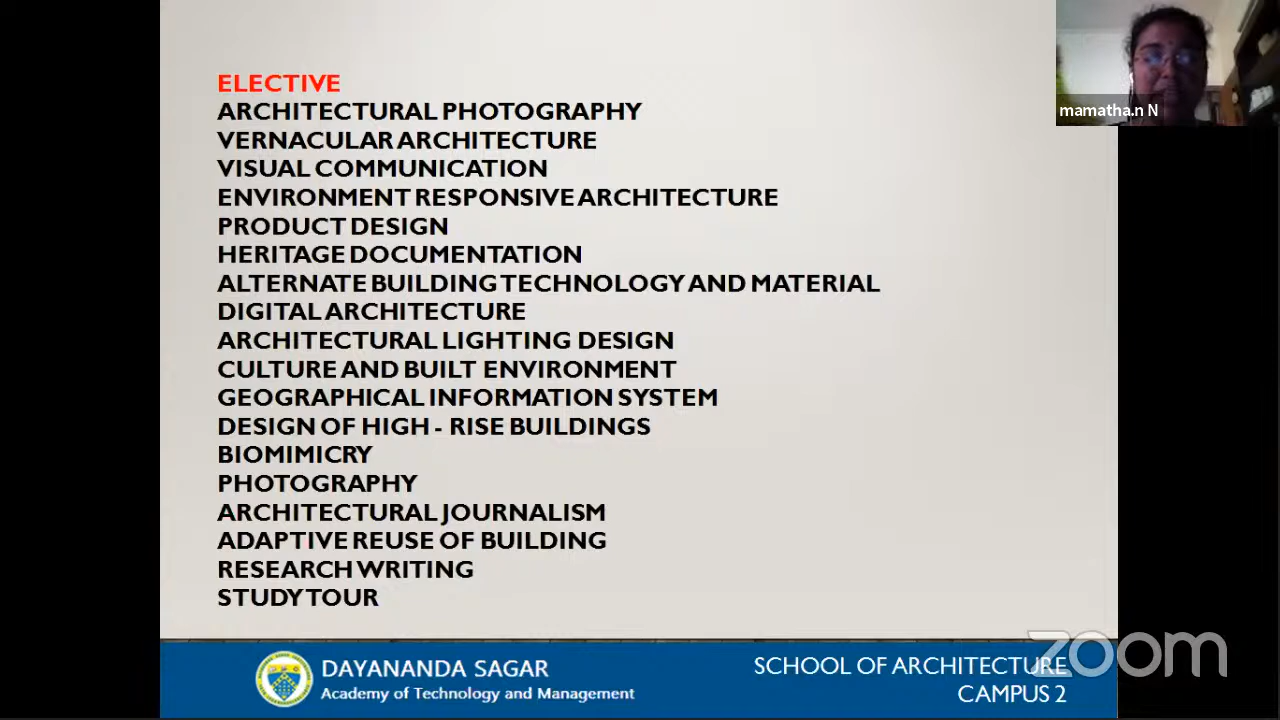 ELECTIVE
ARCHITECTURAL PHOTOGRAPHY
VERNACULAR ARCHITECTURE
VISUAL COMMUNICATION
ENVIRONMENT RESPONSIVE ARCHITECTURE
PRODUCT DESIGN
HERITAGE DOCUMENTATION
ALTERNATE BUILDING TECHNOLOGY AND MATERIAL
DIGITAL ARCHITECTURE
ARCHITECTURAL LIGHTING DESIGN
CULTURE AND BUILT ENVIRONMENT
GEOGRAPHICAL INFORMATION SYSTEM
DESIGN OF HIGH - RISE BUILDINGS
BIOMIMICRY
PHOTOGRAPHY
ARCHITECTURAL JOURNALISM
ADAPTIVE REUSE OF BUILDING
RESEARCH WRITING
STUDY TOUR
mamatha.n N
DAYANANDA SAGAR
Academy of Technology and Management
SCHOOL OF ARCHITECTURE
CAMPUS 2
zoom